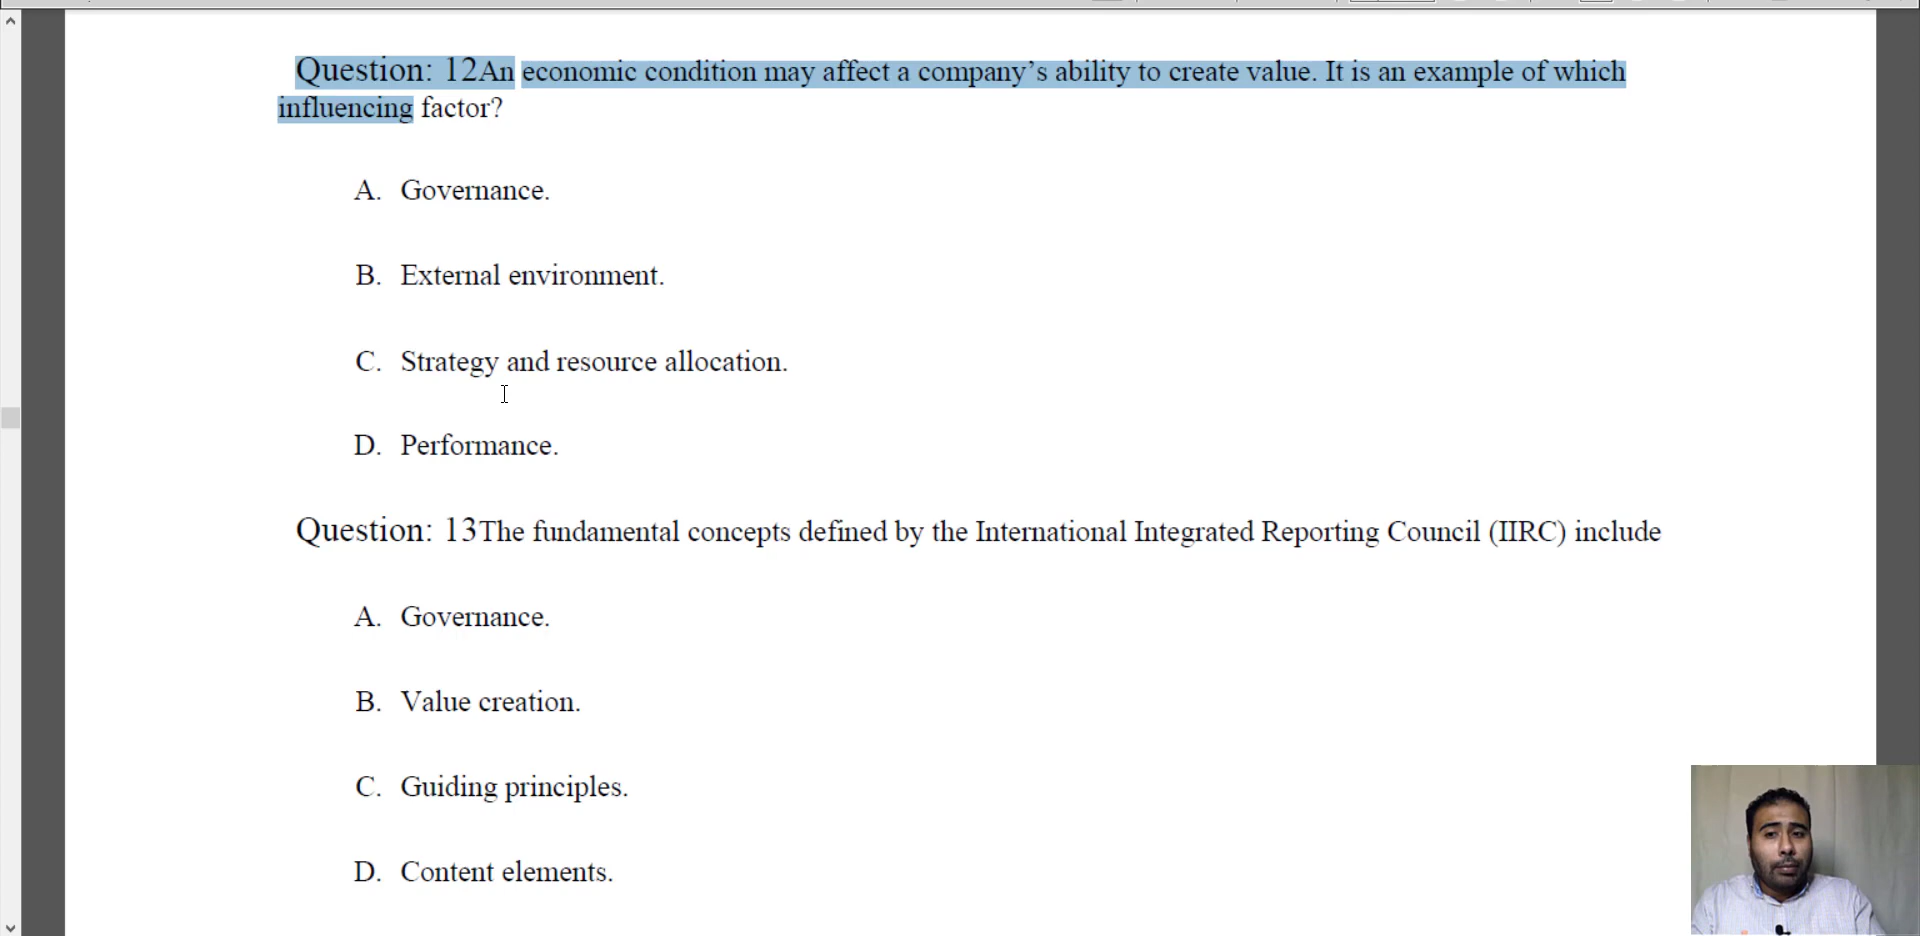 Question: 12An economic condition may affect a company’s ability to create value. It is an example of which
influencing factor?
A. Governance.
B. External environment.
C. Strategy and resource allocation.
D. Performance.
Question: 13The fundamental concepts defined by the International Integrated Reporting Council (IIRC) include
A. Governance.
B. Value creation.
C. Guiding principles.
D. Content elements.